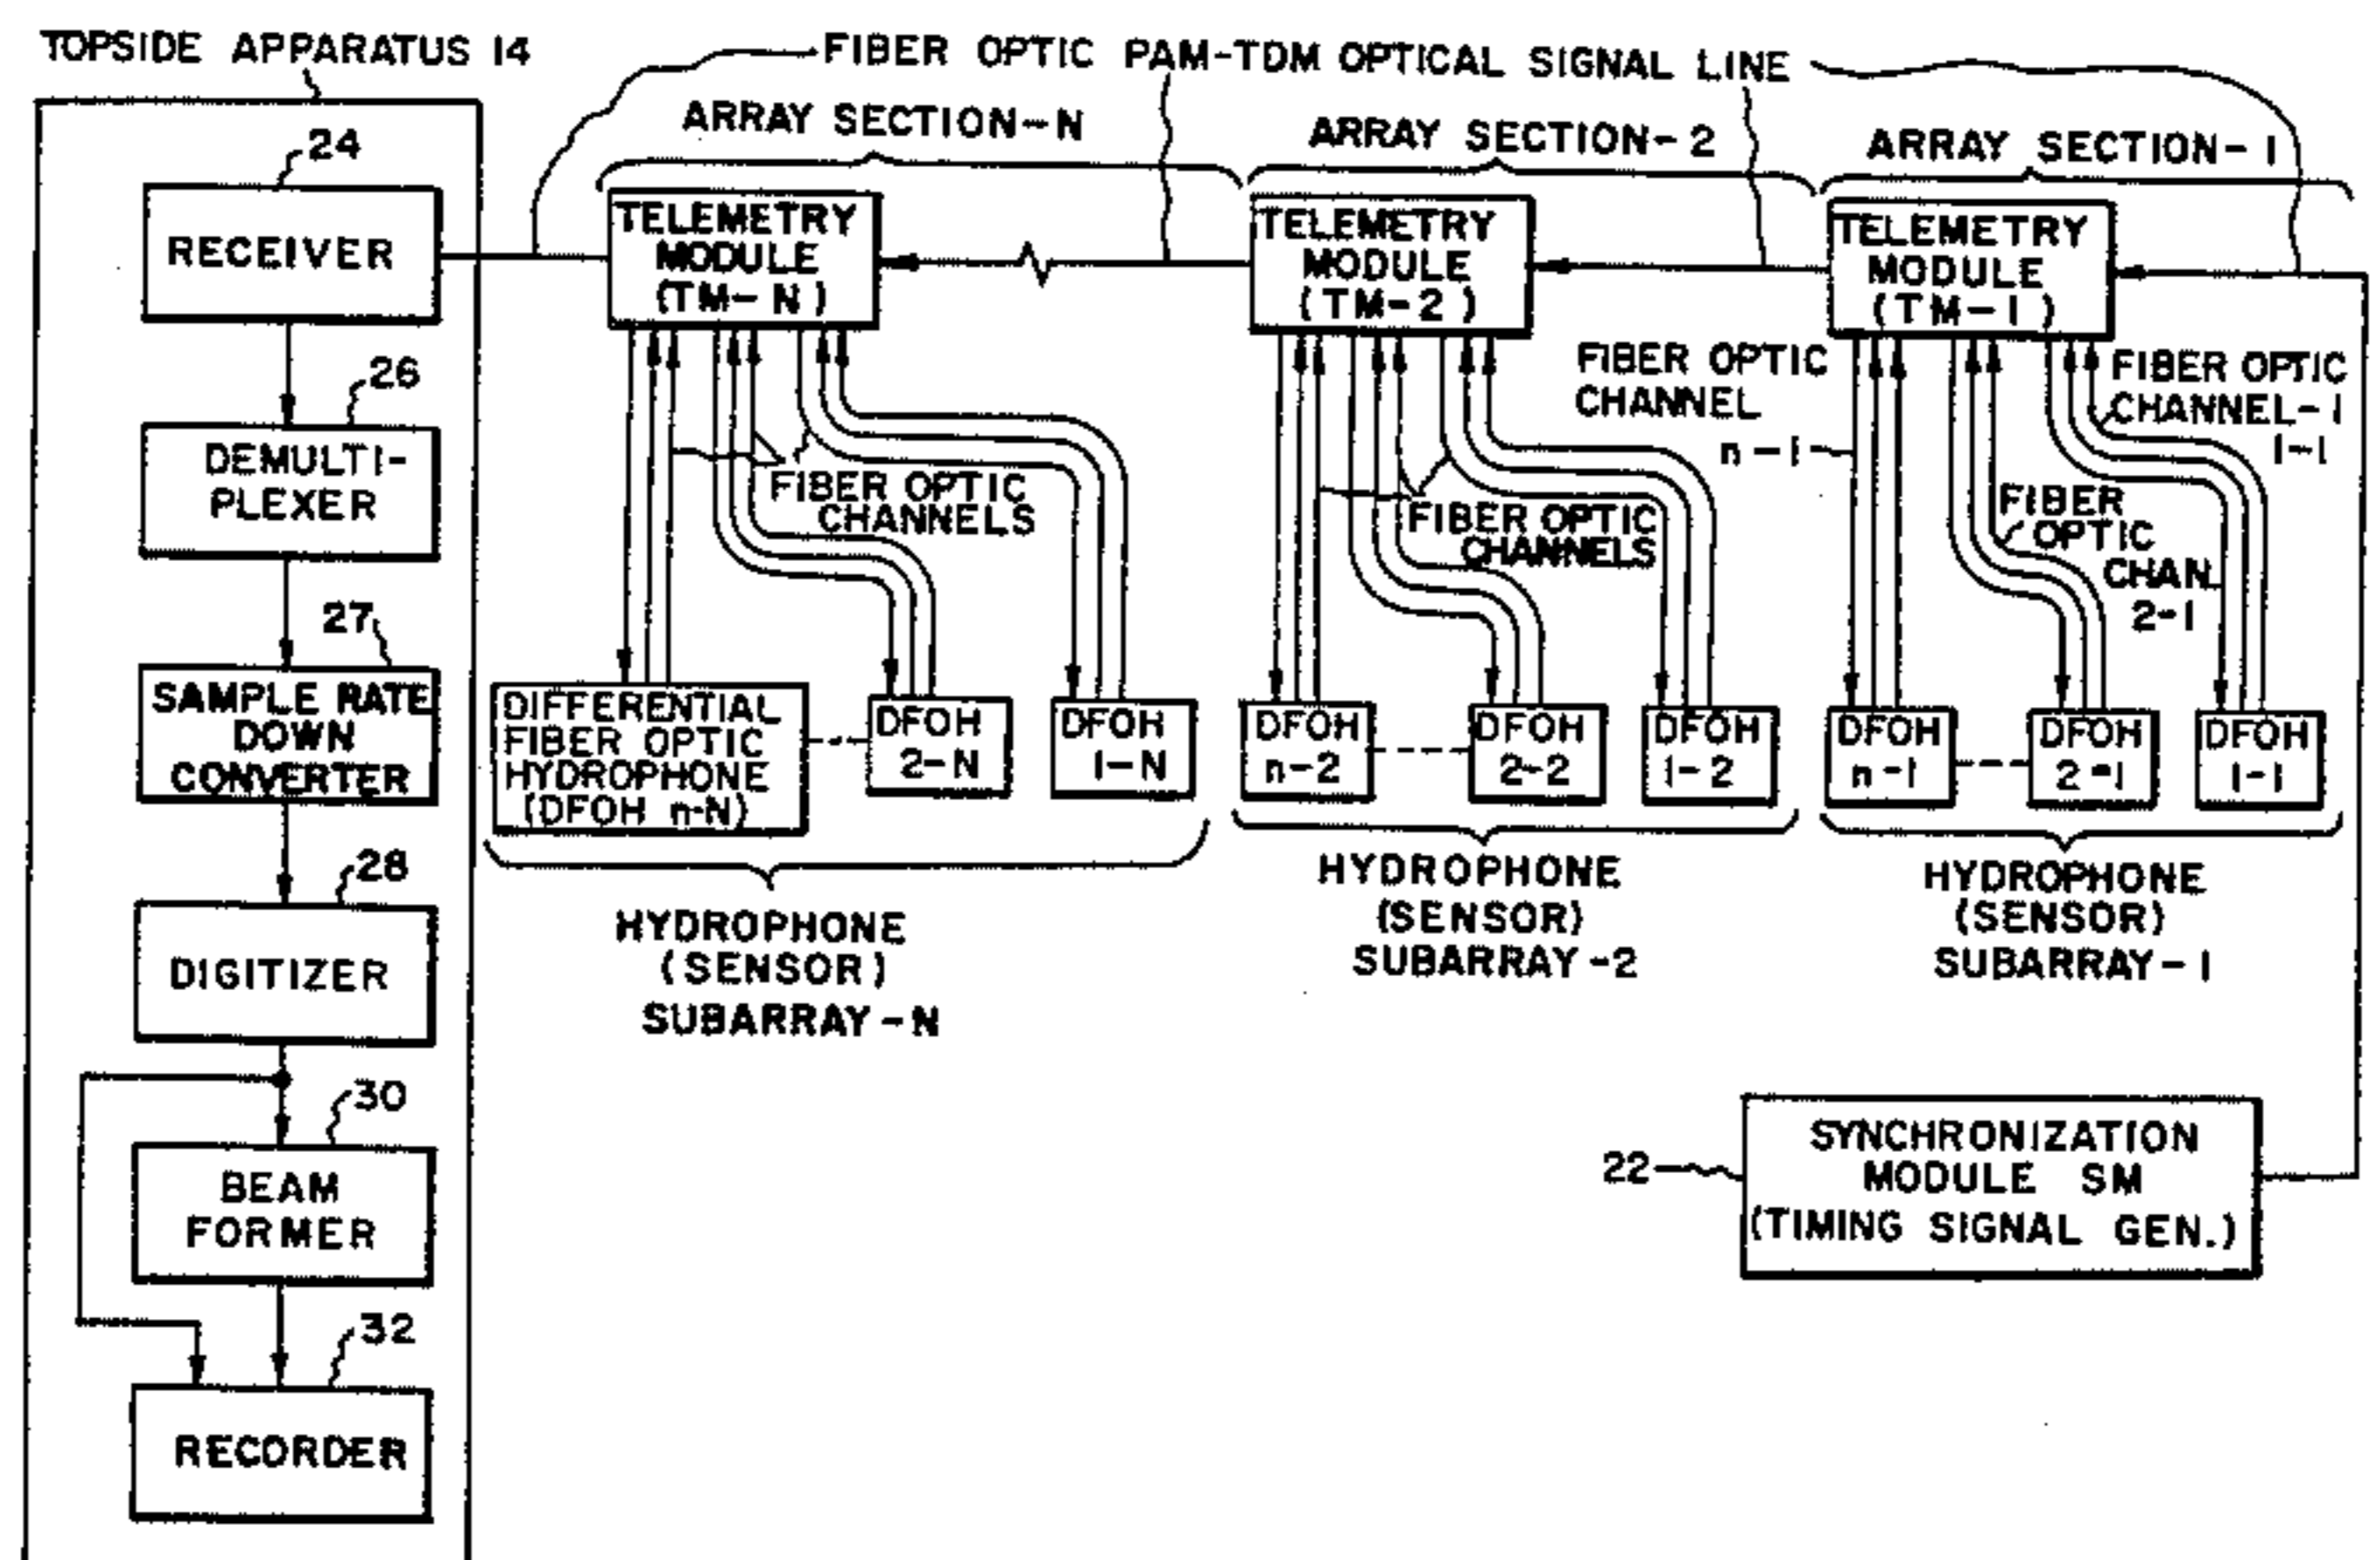 TOPSIDE APPARATUS 14
FIBER OPTIC PAM-TDM OPTICAL SIGNAL LINE
ARRAY SECTION-N
ARRAY SECTION-2
ARRAY SECTION-1
24
RECEIVER
26
DEMULTI-
PLEXER
27
SAMPLE RATE
DOWN
CONVERTER
28
DIGITIZER
30
BEAM
FORMER
32
RECORDER
TELEMETRY
MODULE
(TM-N)
TELEMETRY
MODULE
(TM-2)
TELEMETRY
MODULE
(TM-1)
FIBER OPTIC
CHANNELS
FIBER OPTIC
CHANNELS
FIBER OPTIC
CHANNEL
n-1
FIBER OPTIC
CHANNEL-1
1-1
FIBER
OPTIC
CHAN.
2-1
DIFFERENTIAL
FIBER OPTIC
HYDROPHONE
(DFOH n-N)
DFOH
2-N
DFOH
1-N
DFOH
n-2
DFOH
2-2
DFOH
1-2
DFOH
n-1
DFOH
2-1
DFOH
1-1
HYDROPHONE
(SENSOR)
SUBARRAY-N
HYDROPHONE
(SENSOR)
SUBARRAY-2
HYDROPHONE
(SENSOR)
SUBARRAY-1
22
SYNCHRONIZATION
MODULE SM
(TIMING SIGNAL GEN.)